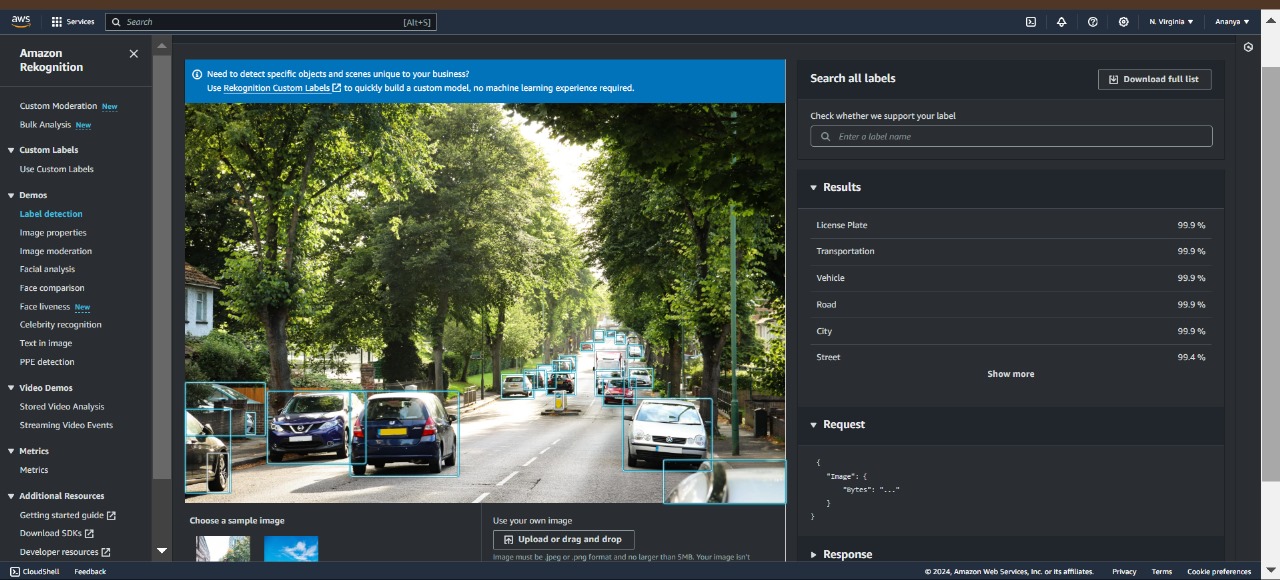 aws
Services
Search
[Alt+S]
N. Virginia
Ananya
Amazon
Rekognition
Custom Moderation New
Bulk Analysis New
Custom Labels
Use Custom Labels
Demos
Label detection
Image properties
Image moderation
Facial analysis
Face comparison
Face liveness New
Celebrity recognition
Text in image
PPE detection
Video Demos
Stored Video Analysis
Streaming Video Events
Metrics
Metrics
Additional Resources
Getting started guide
Download SDKs
Developer resources
Need to detect specific objects and scenes unique to your business?
Use Rekognition Custom Labels to quickly build a custom model, no machine learning experience required.
Choose a sample image
Use your own image
Upload or drag and drop
Image must be .jpeg or .png format and no larger than 5MB. Your image isn't
Search all labels
Download full list
Check whether we support your label
Enter a label name
Results
License Plate 99.9 %
Transportation 99.9 %
Vehicle 99.9 %
Road 99.9 %
City 99.9 %
Street 99.4 %
Show more
Request
{
"Image": {
"Bytes": "..."
}
}
Response
CloudShell
Feedback
© 2024, Amazon Web Services, Inc. or its affiliates.
Privacy
Terms
Cookie preferences